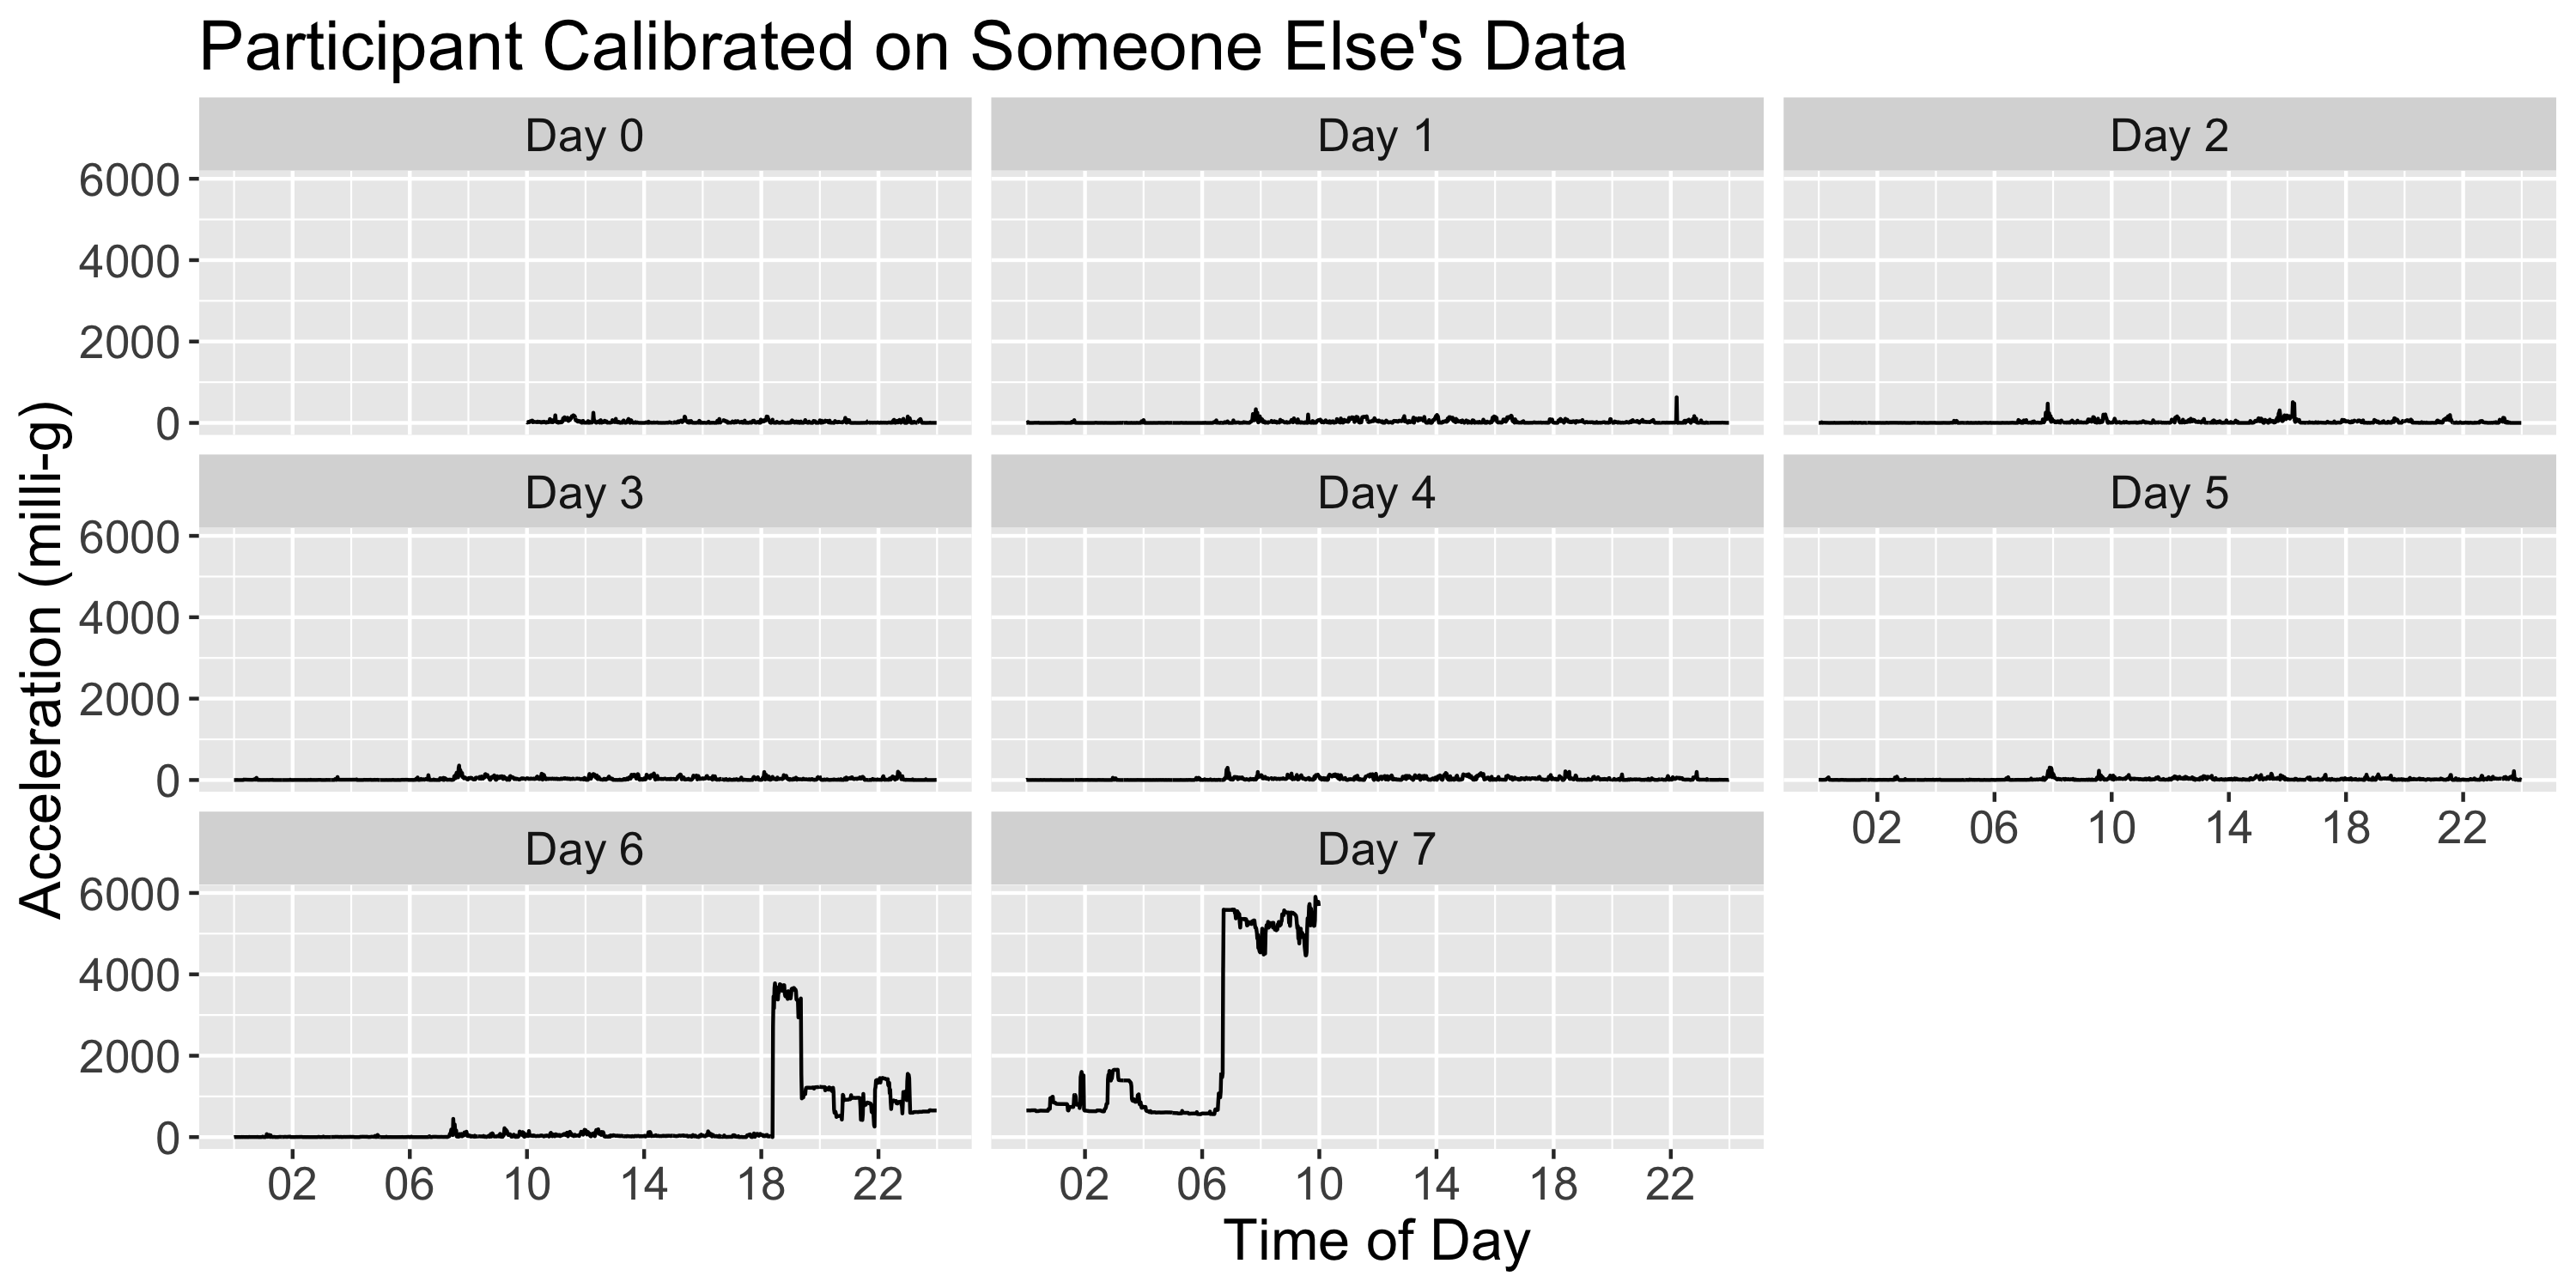 Participant Calibrated on Someone Else's Data
Day 0
Day 1
Day 2
6000
4000
2000
0
Day 3
Day 4
Day 5
6000
4000
2000
0
02 06 10 14 18 22
Day 6
Day 7
6000
4000
2000
0
02 06 10 14 18 22
02 06 10 14 18 22
Acceleration (milli-g)
Time of Day